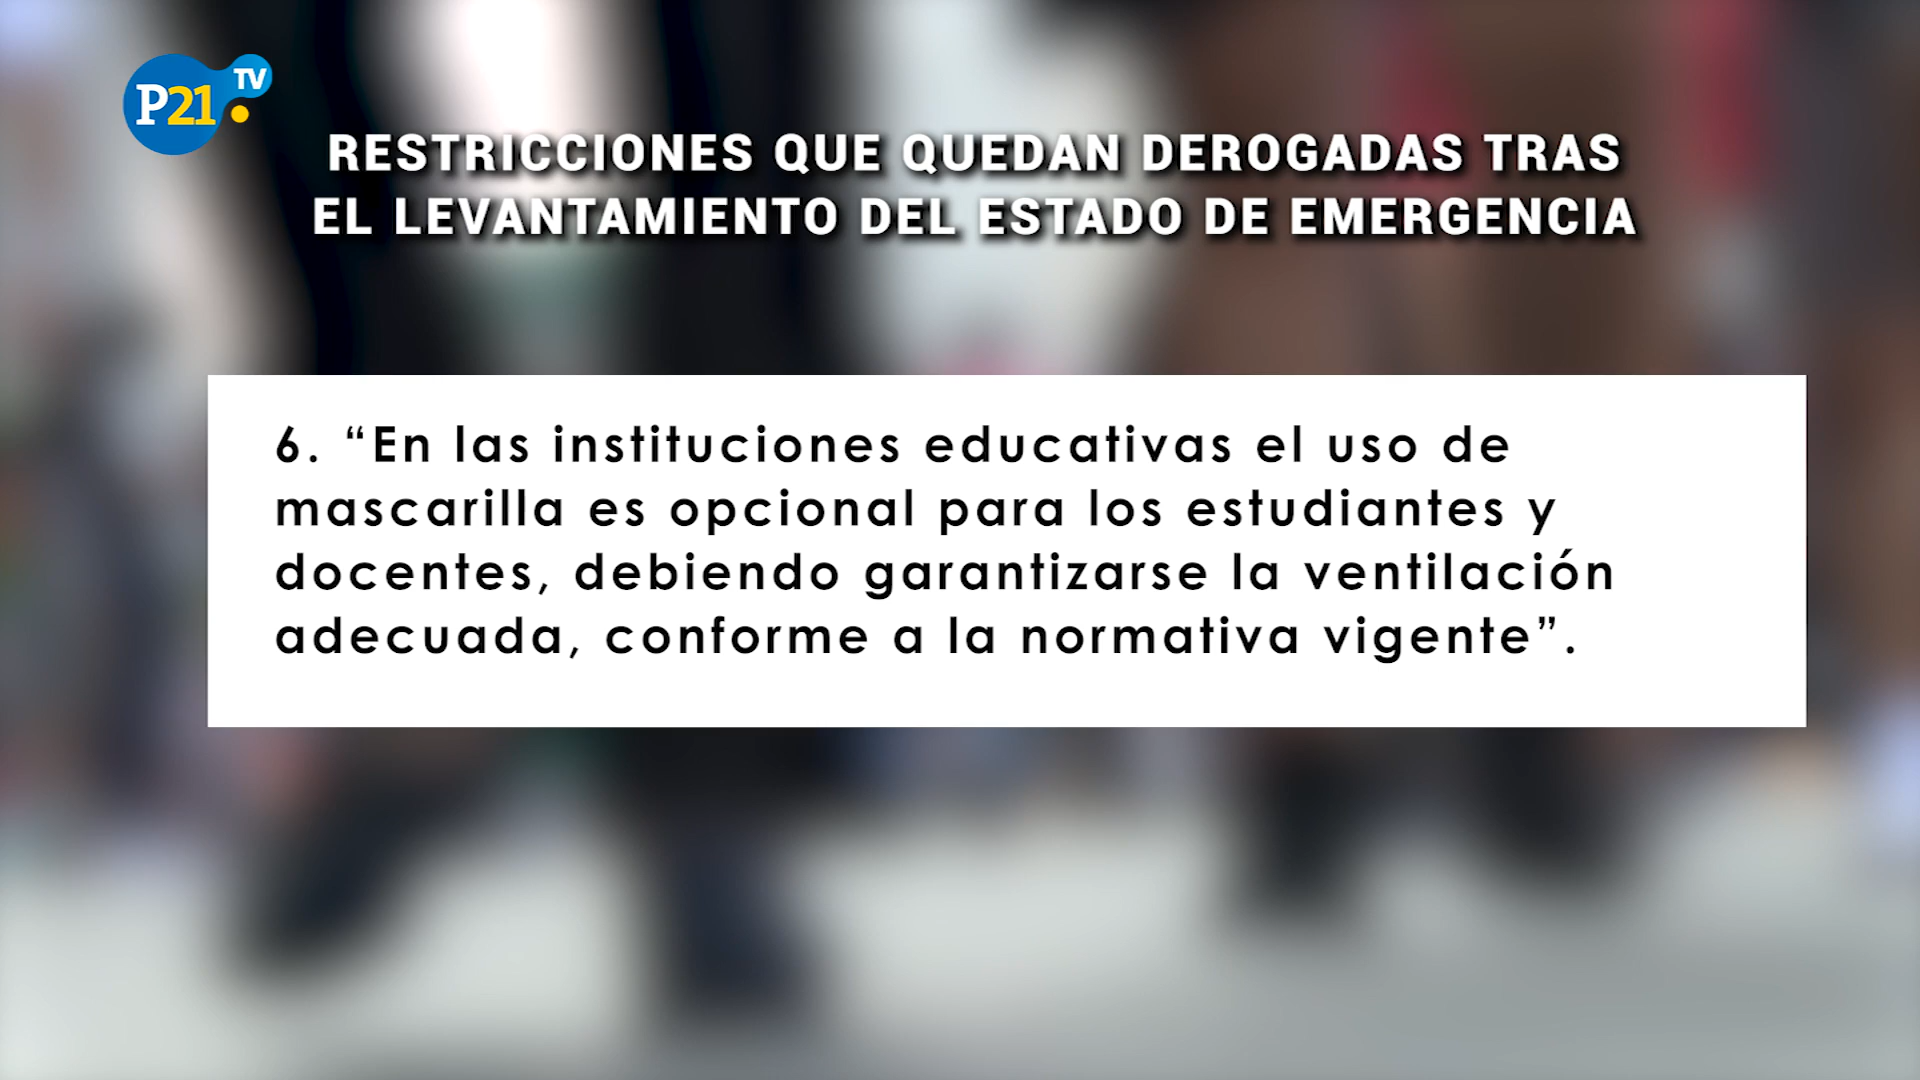 P21 TV
RESTRICCIONES QUE QUEDAN DEROGADAS TRAS
EL LEVANTAMIENTO DEL ESTADO DE EMERGENCIA
6. “En las instituciones educativas el uso de
mascarilla es opcional para los estudiantes y
docentes, debiendo garantizarse la ventilación
adecuada, conforme a la normativa vigente”.